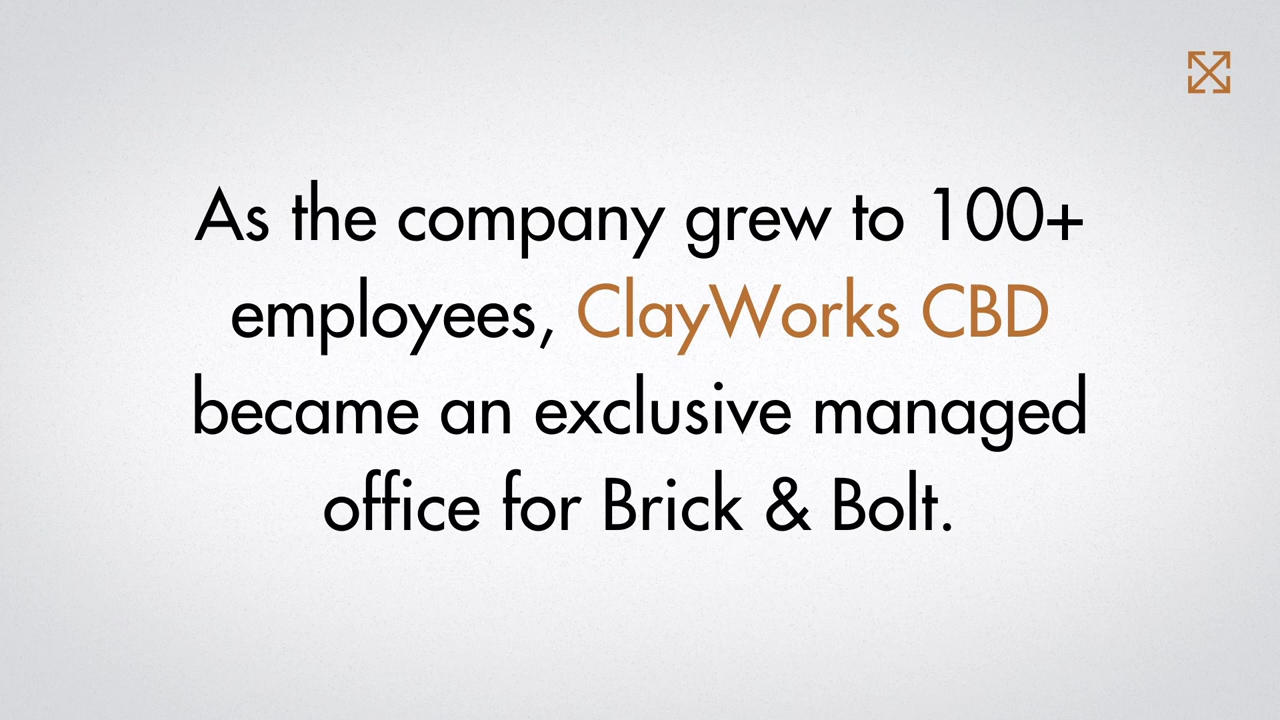 As the company grew to 100+
employees, ClayWorks CBD
became an exclusive managed
office for Brick & Bolt.